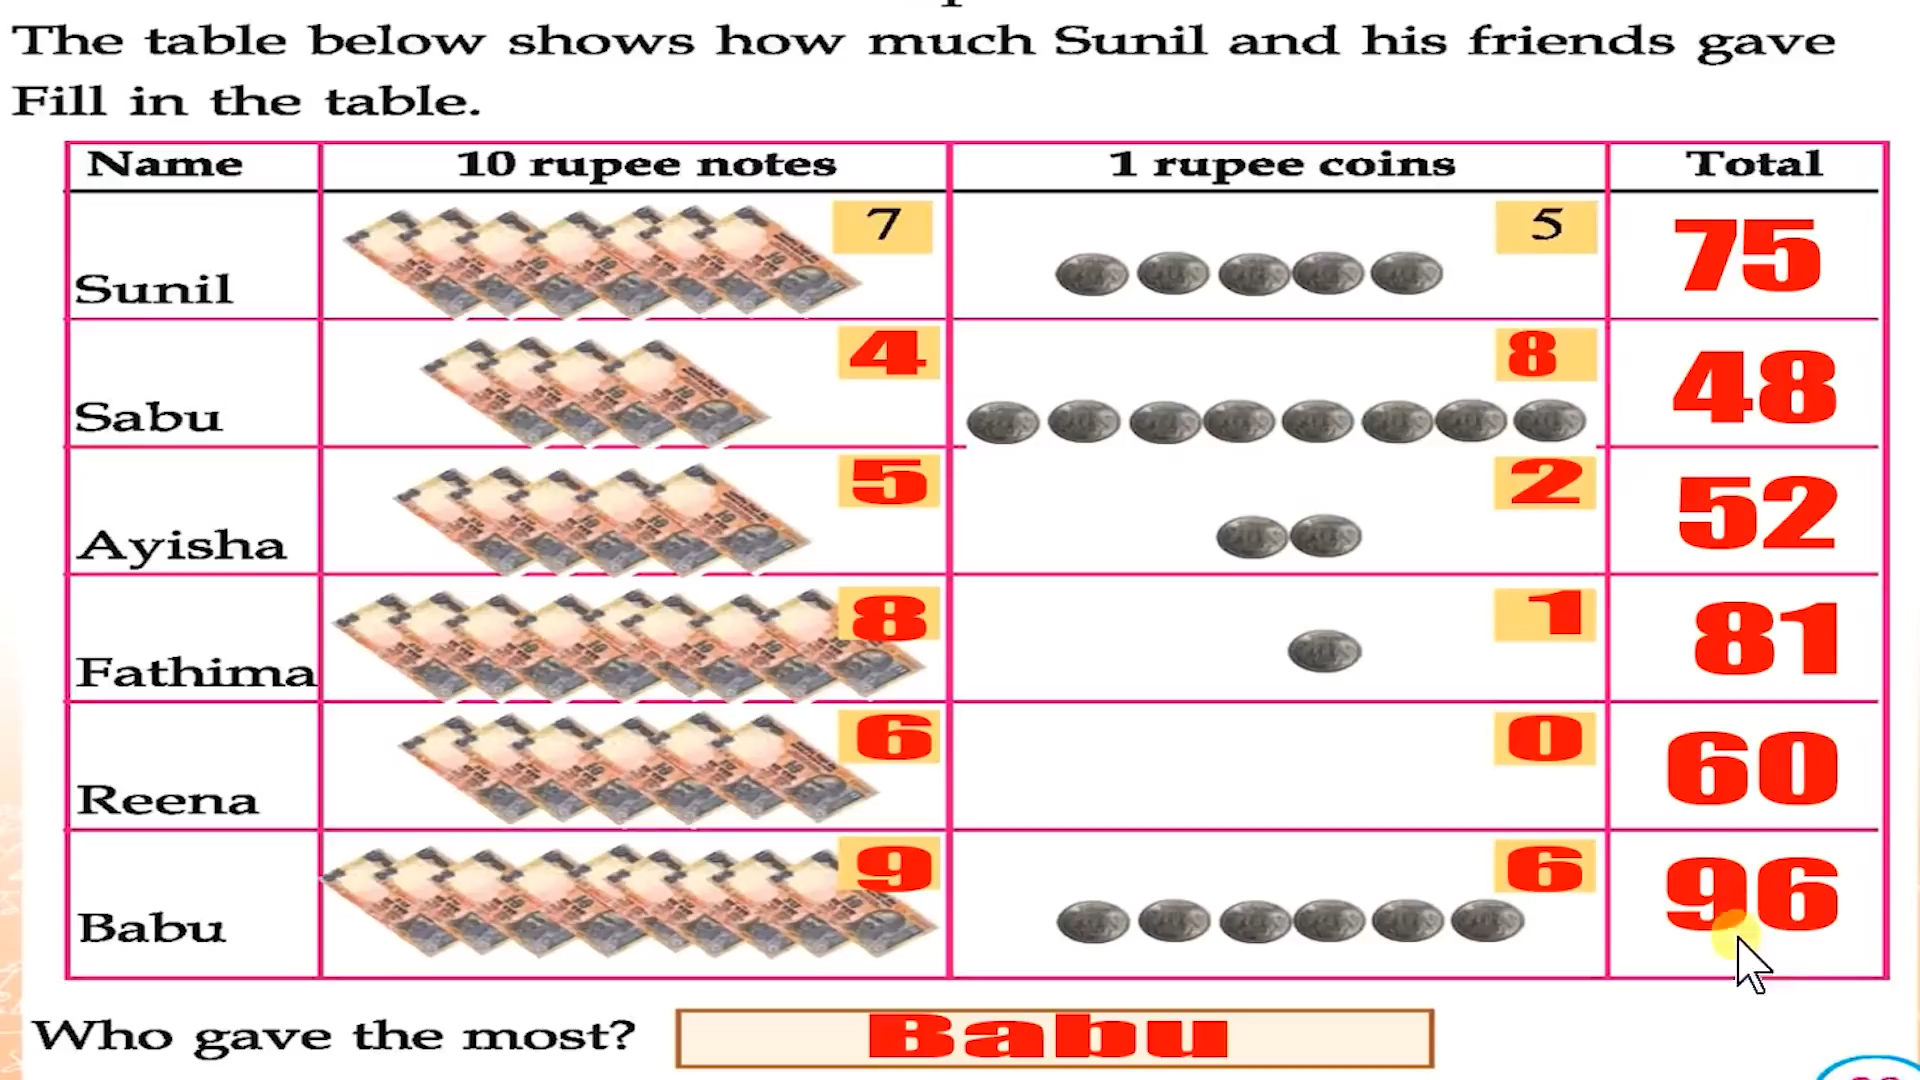 The table below shows how much Sunil and his friends gave
Fill in the table.
Name 10 rupee notes 1 rupee coins Total
Sunil 7 5 75
Sabu 4 8 48
Ayisha 5 2 52
Fathima 8 1 81
Reena 6 0 60
Babu 9 6 96
Who gave the most? Babu